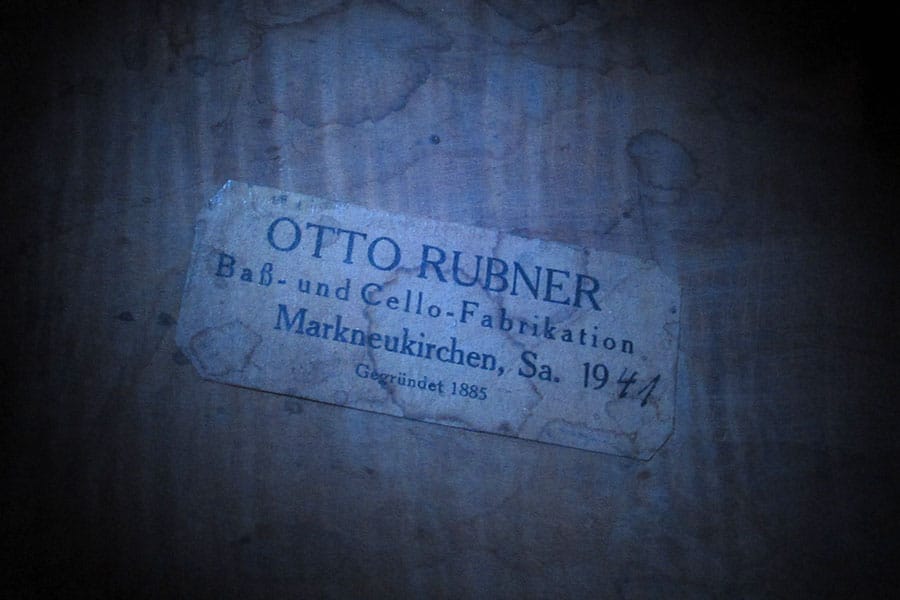 OTTO RUBNER
Baß- und Cello-Fabrikation
Markneukirchen, Sa. 1941
Gegründet 1885